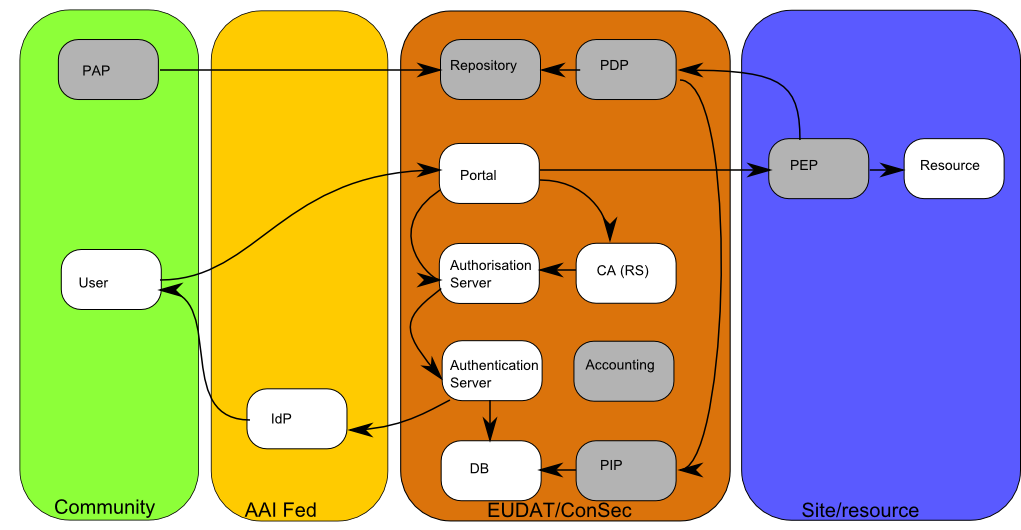 PAP
Repository
PDP
Portal
PEP
Resource
User
Authorisation
Server
CA (RS)
Authentication
Server
Accounting
IdP
DB
PIP
Community
AAI Fed
EUDAT/ConSec
Site/resource